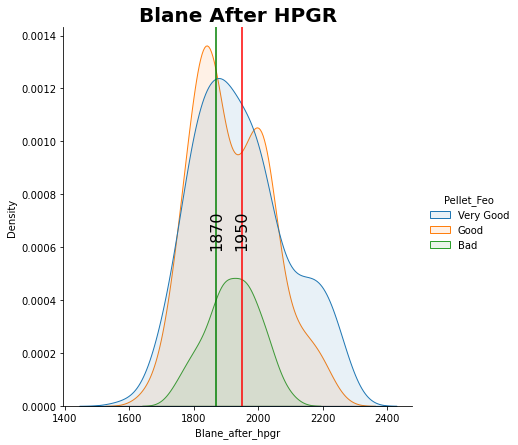 Blane After HPGR
0.0014
0.0012
0.0010
0.0008
0.0006
0.0004
0.0002
0.0000
Density
1870
1950
1400
1600
1800
2000
2200
2400
Blane_after_hpgr
Pellet_Feo
Very Good
Good
Bad